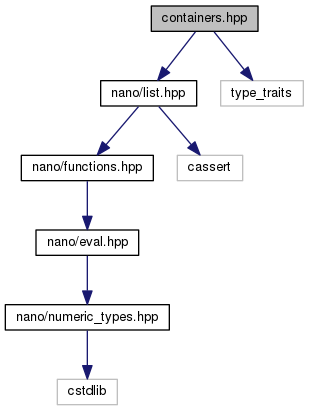 containers.hpp
nano/list.hpp
type_traits
nano/functions.hpp
cassert
nano/eval.hpp
nano/numeric_types.hpp
cstdlib